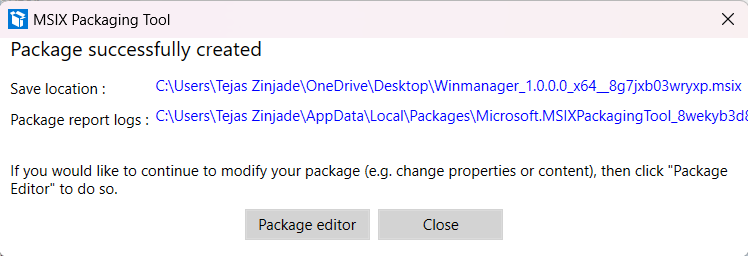 MSIX Packaging Tool
Package successfully created
Save location : C:\Users\Tejas Zinjade\OneDrive\Desktop\Winmanager_1.0.0.0_x64__8g7jxb03wryxp.msix
Package report logs : C:\Users\Tejas Zinjade\AppData\Local\Packages\Microsoft.MSIXPackagingTool_8wekyb3d8
If you would like to continue to modify your package (e.g. change properties or content), then click "Package
Editor" to do so.
Package editor Close